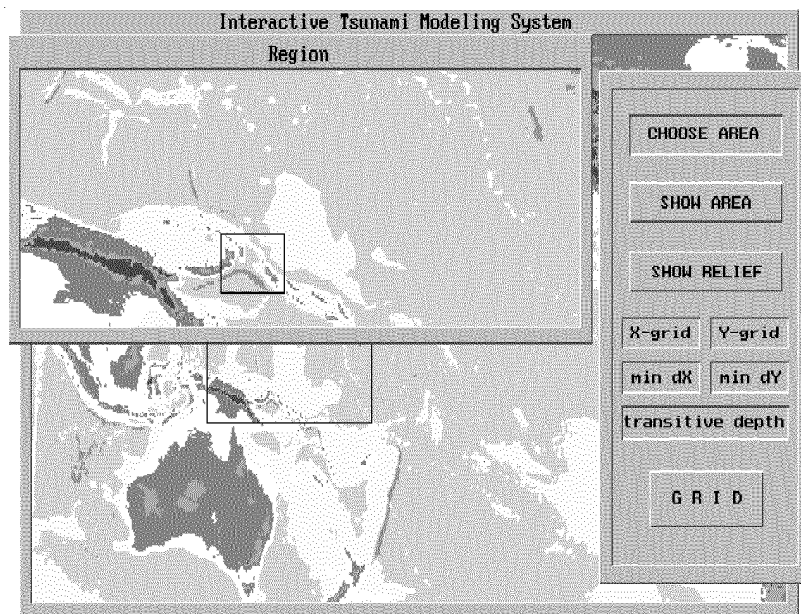 Interactive Tsunami Modeling System
Region
CHOOSE AREA
SHOW AREA
SHOW RELIEF
X-grid Y-grid
min dX min dY
transitive depth
G R I D